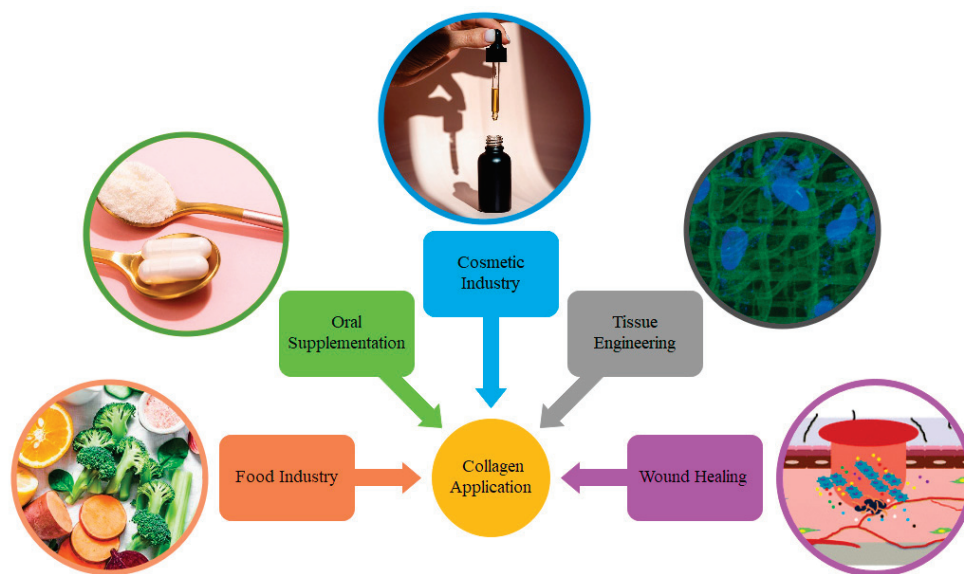 Cosmetic
Industry
Oral
Supplementation
Tissue
Engineering
Food Industry
Collagen
Application
Wound Healing